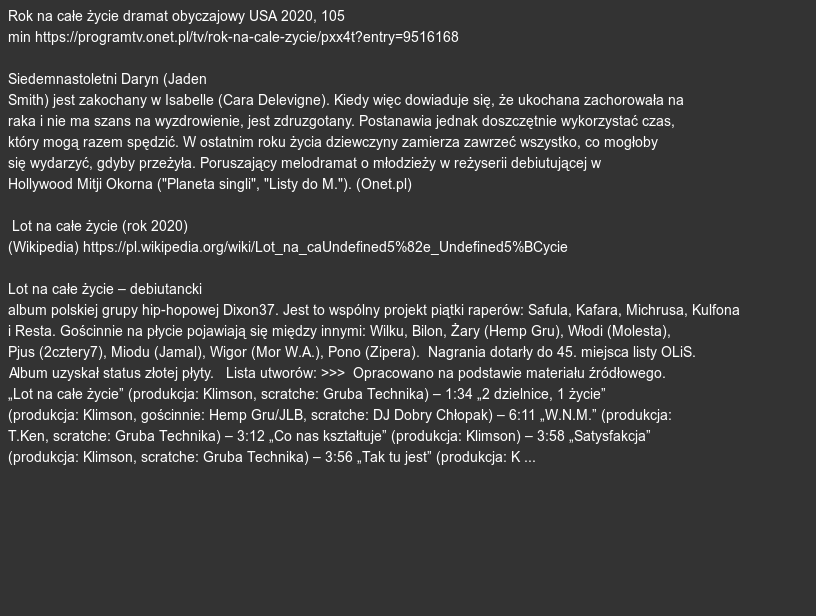 Rok na całe życie dramat obyczajowy USA 2020, 105
min https://programtv.onet.pl/tv/rok-na-cale-zycie/pxx4t?entry=9516168
Siedemnastoletni Daryn (Jaden
Smith) jest zakochany w Isabelle (Cara Delevigne). Kiedy więc dowiaduje się, że ukochana zachorowała na
raka i nie ma szans na wyzdrowienie, jest zdruzgotany. Postanawia jednak doszczętnie wykorzystać czas,
który mogą razem spędzić. W ostatnim roku życia dziewczyny zamierza zawrzeć wszystko, co mogłoby
się wydarzyć, gdyby przeżyła. Poruszający melodramat o młodzieży w reżyserii debiutującej w
Hollywood Mitji Okorna ("Planeta singli", "Listy do M."). (Onet.pl)
Lot na całe życie (rok 2020)
(Wikipedia) https://pl.wikipedia.org/wiki/Lot_na_caUndefined5%82e_Undefined5%BCycie
Lot na całe życie – debiutancki
album polskiej grupy hip-hopowej Dixon37. Jest to wspólny projekt piątki raperów: Safula, Kafara, Michrusa, Kulfona
i Resta. Gościnnie na płycie pojawiają się między innymi: Wilku, Bilon, Żary (Hemp Gru), Włodi (Molesta),
Pjus (2cztery7), Miodu (Jamal), Wigor (Mor W.A.), Pono (Zipera).  Nagrania dotarły do 45. miejsca listy OLiS.
Album uzyskał status złotej płyty.   Lista utworów: >>>  Opracowano na podstawie materiału źródłowego.
„Lot na całe życie” (produkcja: Klimson, scratche: Gruba Technika) – 1:34 „2 dzielnice, 1 życie”
(produkcja: Klimson, gościnnie: Hemp Gru/JLB, scratche: DJ Dobry Chłopak) – 6:11 „W.N.M.” (produkcja:
T.Ken, scratche: Gruba Technika) – 3:12 „Co nas kształtuje” (produkcja: Klimson) – 3:58 „Satysfakcja”
(produkcja: Klimson, scratche: Gruba Technika) – 3:56 „Tak tu jest” (produkcja: K ...